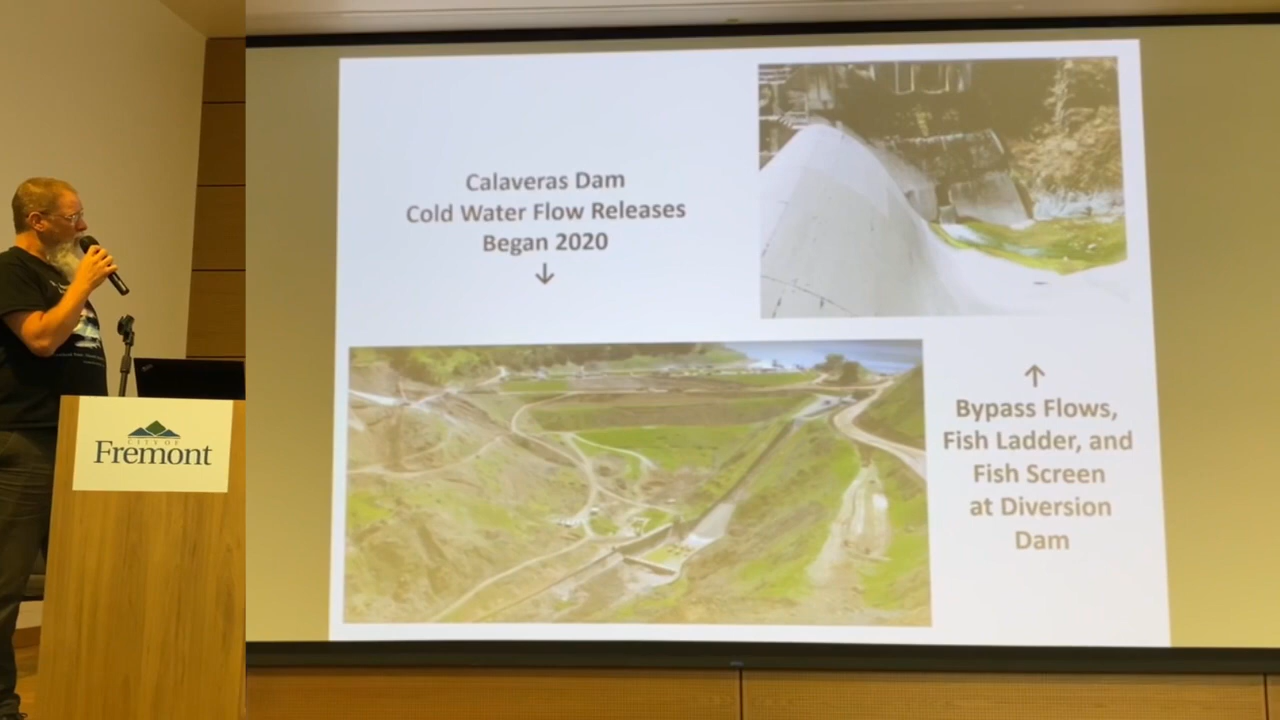 Calaveras Dam
Cold Water Flow Releases
Began 2020
↓
↑
Bypass Flows,
Fish Ladder, and
Fish Screen
at Diversion
Dam
CITY OF
Fremont